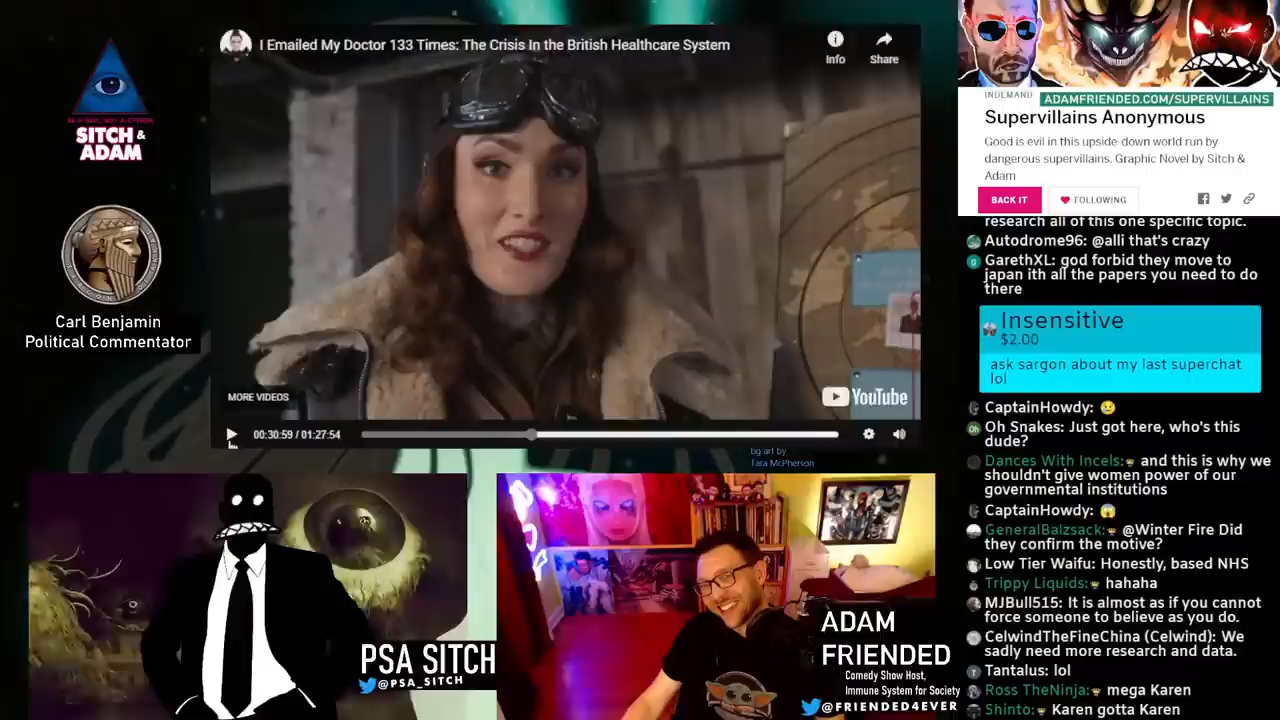 I Emailed My Doctor 133 Times: The Crisis In the British Healthcare System
Info
Share
SITCH &
ADAM
Carl Benjamin
Political Commentator
MORE VIDEOS
YouTube
00:30:59 / 01:27:54
bg art by
Tara McPherson
PSA SITCH
@PSA_SITCH
ADAM
FRIENDED
Comedy Show Host,
Immune System for Society
@FRIENDED4EVER
INDEMAND
ADAMFRIENDED.COM/SUPERVILLAINS
Supervillains Anonymous
Good is evil in this upside-down world run by
dangerous supervillains. Graphic Novel by Sitch &
Adam
BACK IT
FOLLOWING
research all of this one specific topic.
Autodrome96: @alli that's crazy
GarethXL: god forbid they move to
japan ith all the papers you need to do
there
Insensitive
$2.00
ask sargon about my last superchat
lol
CaptainHowdy: 😢
Oh Snakes: Just got here, who's this
dude?
Dances With Incels: and this is why we
shouldn't give women power of our
governmental institutions
CaptainHowdy: 😱
GeneralBalzsack: @Winter Fire Did
they confirm the motive?
Low Tier Waifu: Honestly, based NHS
Trippy Liquids: hahaha
MJBull515: It is almost as if you cannot
force someone to believe as you do.
CelwindTheFineChina (Celwind): We
sadly need more research and data.
Tantalus: lol
Ross TheNinja: mega Karen
Shinto: Karen gotta Karen